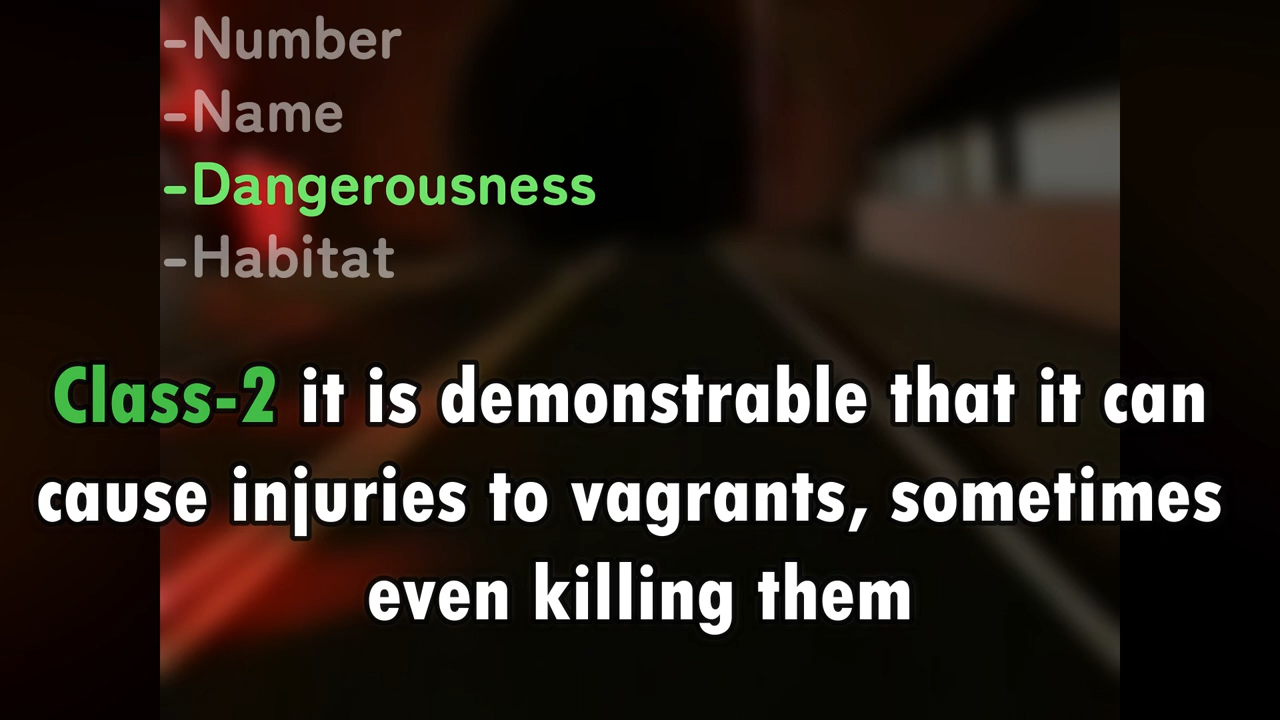 -Number
-Name
-Dangerousness
-Habitat
Class-2 it is demonstrable that it can
cause injuries to vagrants, sometimes
even killing them